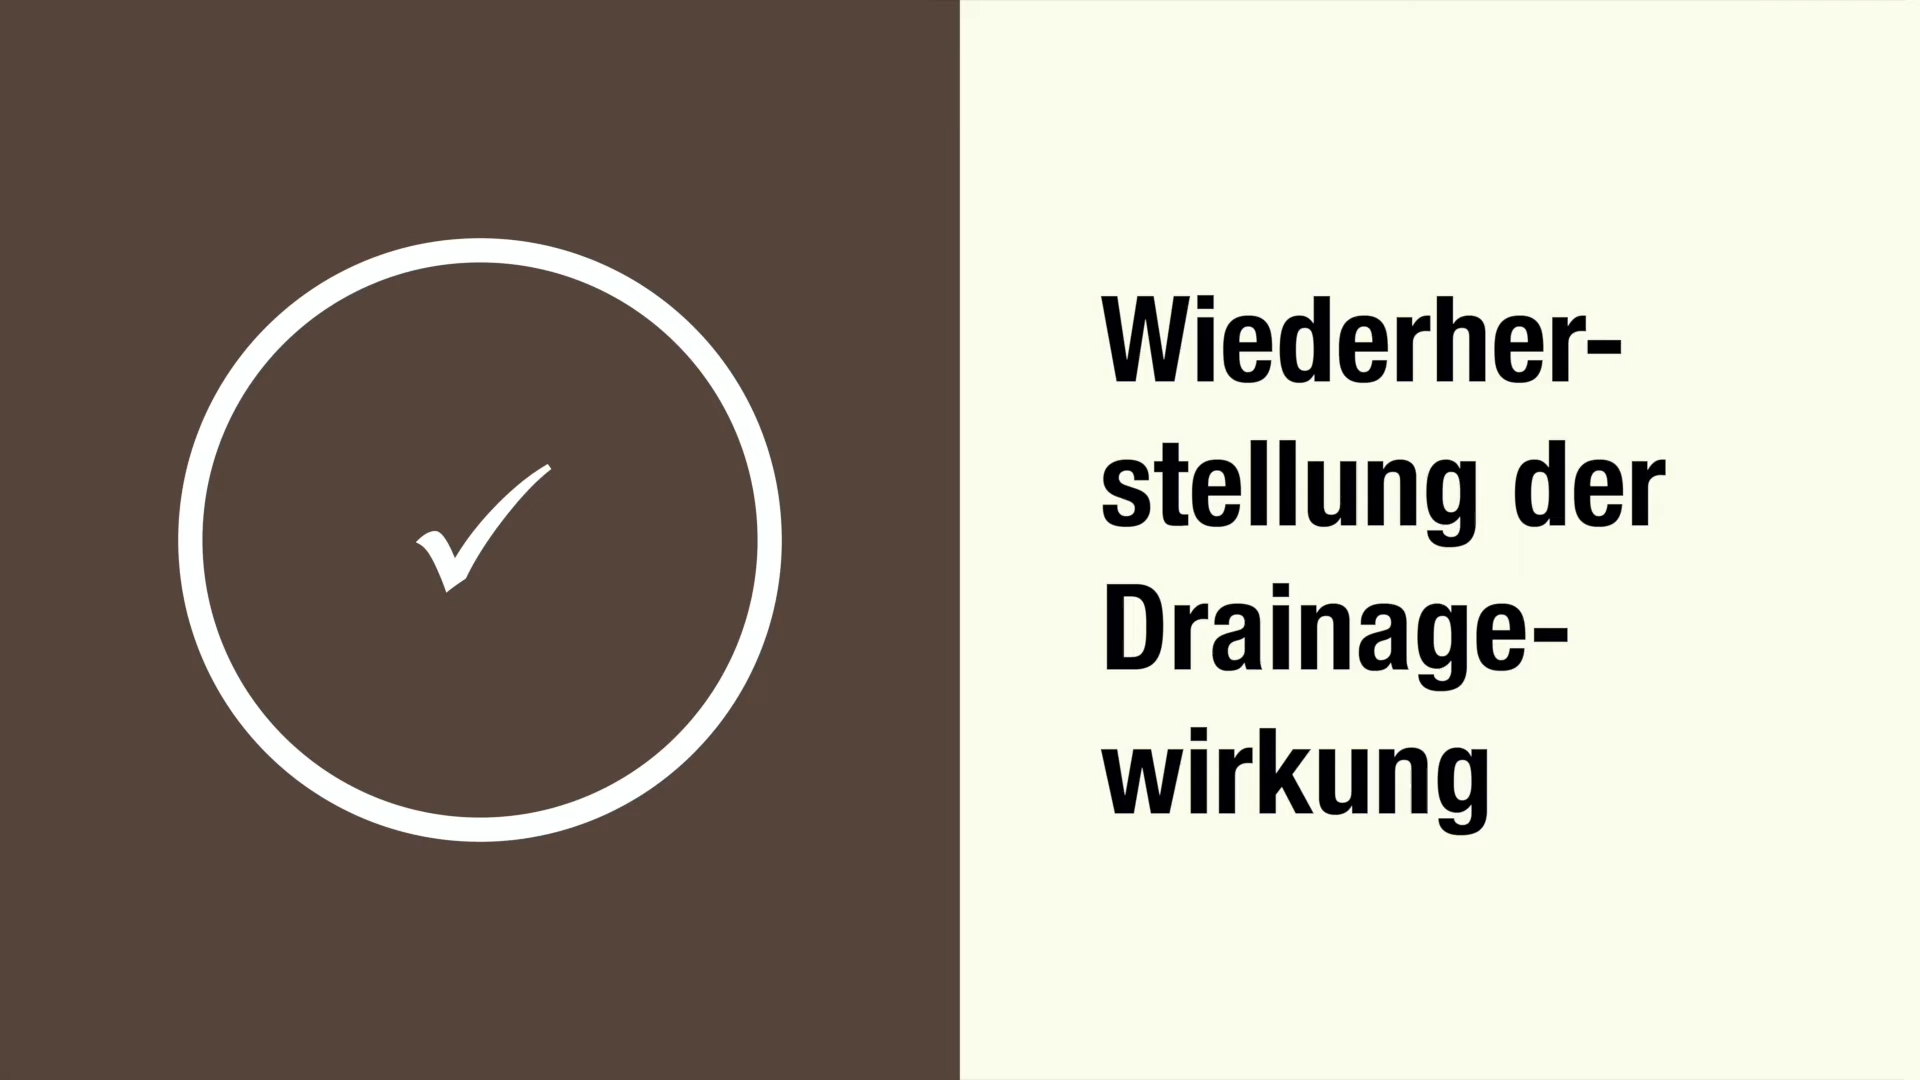 Wiederher-
stellung der
Drainage-
wirkung